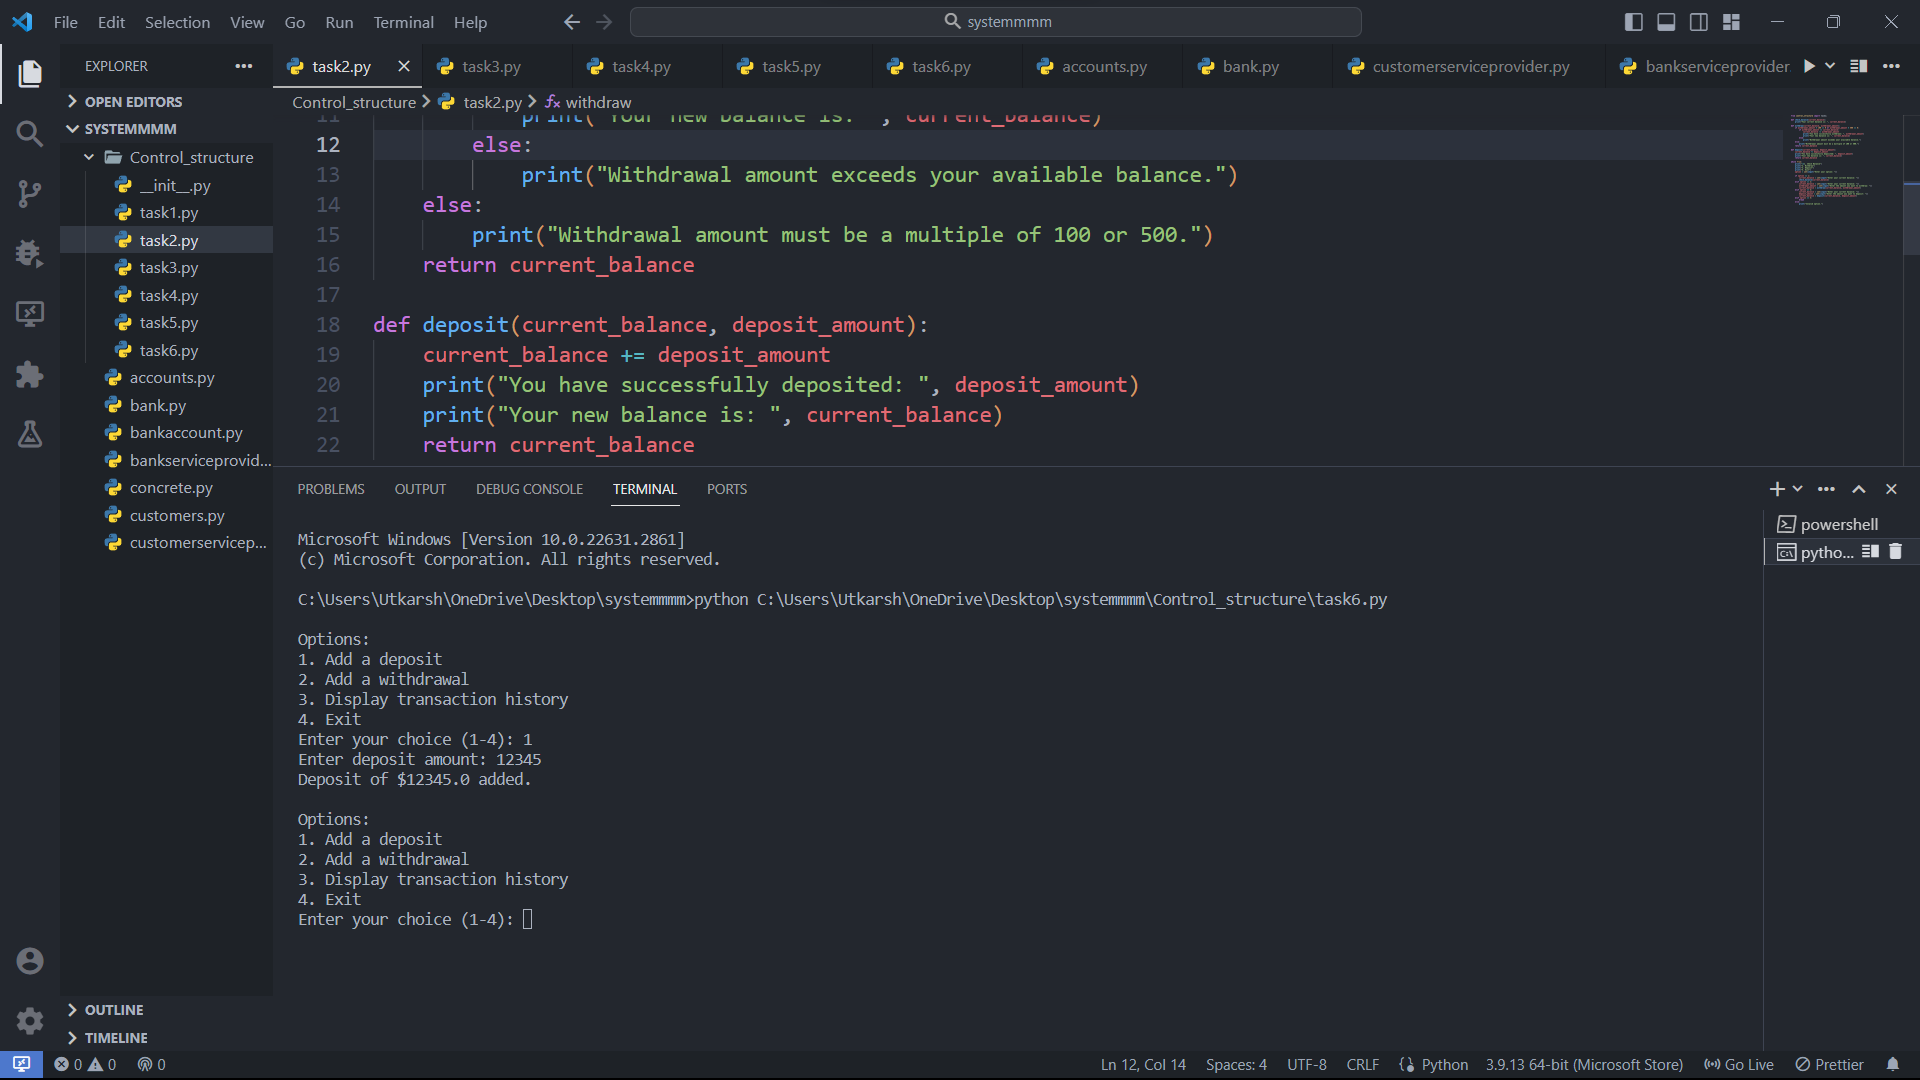 File Edit Selection View Go Run Terminal Help
systemmmm
EXPLORER
OPEN EDITORS
SYSTEMMMM
Control_structure
__init__.py
task1.py
task2.py
task3.py
task4.py
task5.py
task6.py
accounts.py
bank.py
bankaccount.py
bankserviceprovid...
concrete.py
customers.py
customerservicep...
OUTLINE
TIMELINE
task2.py task3.py task4.py task5.py task6.py accounts.py bank.py customerserviceprovider.py bankserviceprovider
Control_structure > task2.py > withdraw
11 print("Your new balance is: ", current_balance)
12 else:
13 print("Withdrawal amount exceeds your available balance.")
14 else:
15 print("Withdrawal amount must be a multiple of 100 or 500.")
16 return current_balance
17
18 def deposit(current_balance, deposit_amount):
19 current_balance += deposit_amount
20 print("You have successfully deposited: ", deposit_amount)
21 print("Your new balance is: ", current_balance)
22 return current_balance
PROBLEMS OUTPUT DEBUG CONSOLE TERMINAL PORTS
powershell
pytho...
Microsoft Windows [Version 10.0.22631.2861]
(c) Microsoft Corporation. All rights reserved.
C:\Users\Utkarsh\OneDrive\Desktop\systemmmm>python C:\Users\Utkarsh\OneDrive\Desktop\systemmmm\Control_structure\task6.py
Options:
1. Add a deposit
2. Add a withdrawal
3. Display transaction history
4. Exit
Enter your choice (1-4): 1
Enter deposit amount: 12345
Deposit of $12345.0 added.
Options:
1. Add a deposit
2. Add a withdrawal
3. Display transaction history
4. Exit
Enter your choice (1-4):
0 0 0
Ln 12, Col 14 Spaces: 4 UTF-8 CRLF Python 3.9.13 64-bit (Microsoft Store) Go Live Prettier